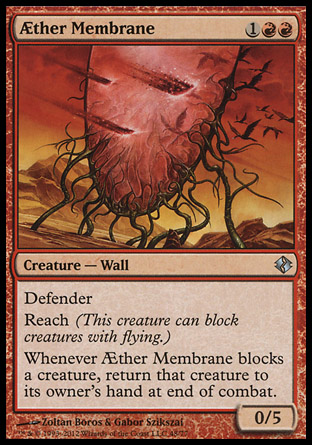 Æther Membrane
1
Creature — Wall
Defender
Reach (This creature can block
creatures with flying.)
Whenever Æther Membrane blocks
a creature, return that creature to
its owner's hand at end of combat.
Zoltan Boros & Gabor Szikszai
0/5